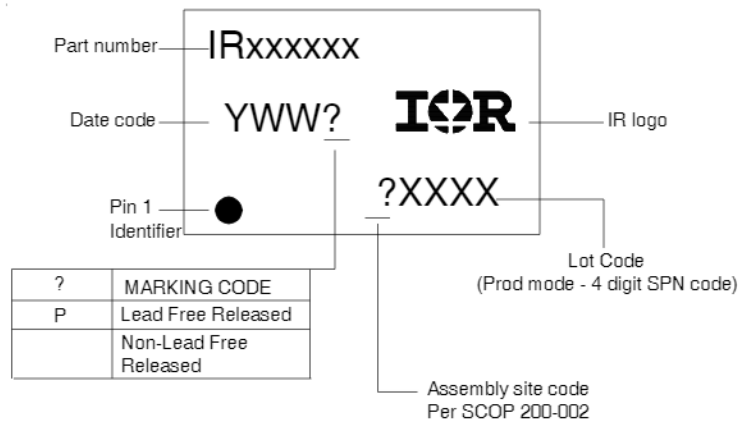 Part number
IRxxxxxx
Date code
YWW?
IOR
IR logo
?XXXX
Pin 1
Identifier
Lot Code
(Prod mode - 4 digit SPN code)
? MARKING CODE
P Lead Free Released
Non-Lead Free
Released
Assembly site code
Per SCOP 200-002